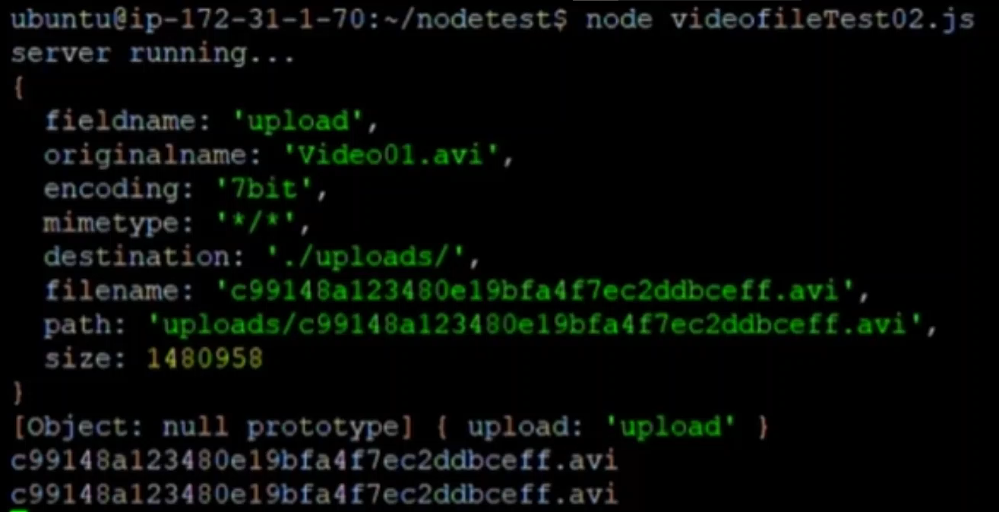 ubuntu@ip-172-31-1-70:~/nodetest$ node videofileTest02.js
server running...
{
  fieldname: 'upload',
  originalname: 'Video01.avi',
  encoding: '7bit',
  mimetype: '*/*',
  destination: './uploads/',
  filename: 'c99148a123480e19bfa4f7ec2ddbceff.avi',
  path: 'uploads/c99148a123480e19bfa4f7ec2ddbceff.avi',
  size: 1480958
}
[Object: null prototype] { upload: 'upload' }
c99148a123480e19bfa4f7ec2ddbceff.avi
c99148a123480e19bfa4f7ec2ddbceff.avi